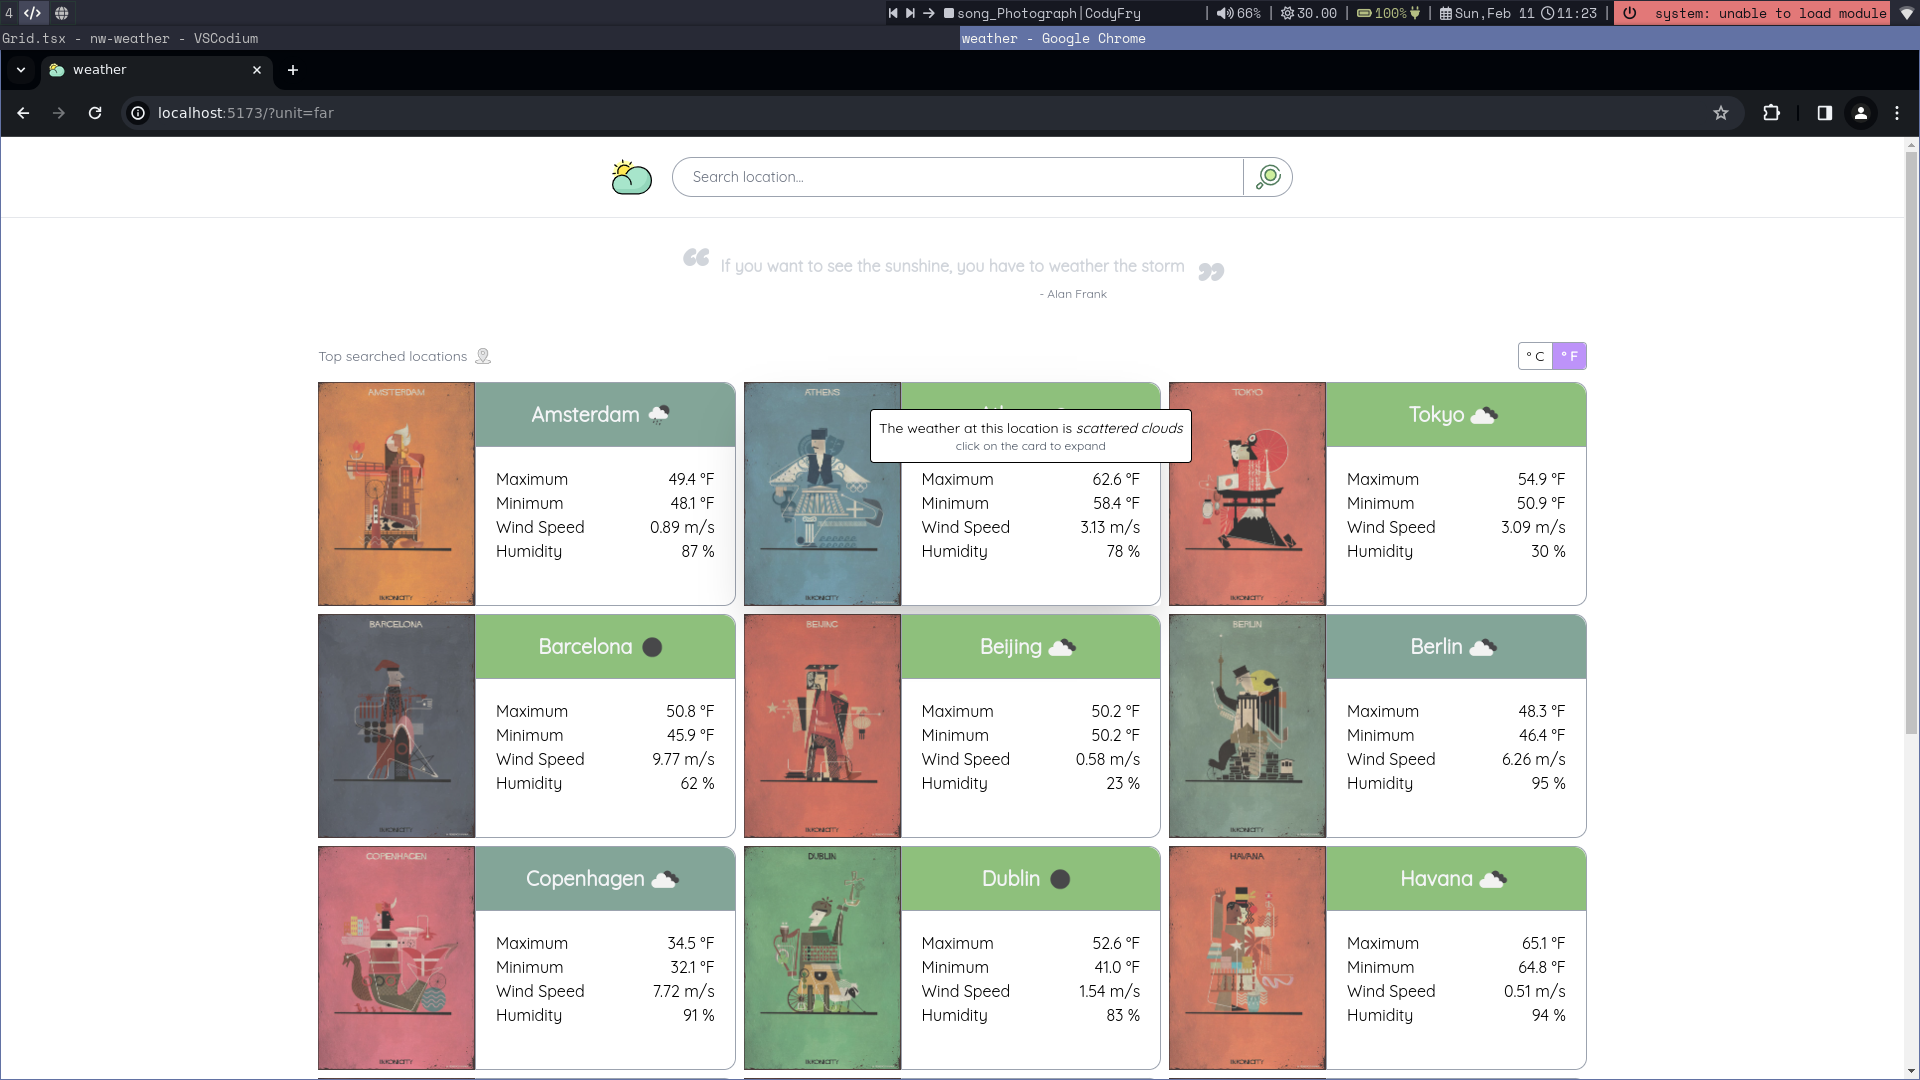 4 </> song_Photograph|CodyFry | 66% | 30.00 | 100% | Sun,Feb 11 11:23 | system: unable to load module
Grid.tsx - nw-weather - VSCodium
weather - Google Chrome
weather
localhost:5173/?unit=far
Search location...
“ If you want to see the sunshine, you have to weather the storm ”
- Alan Frank
Top searched locations
° C ° F
AMSTERDAM
Amsterdam
Maximum 49.4 °F
Minimum 48.1 °F
Wind Speed 0.89 m/s
Humidity 87 %
ATHENS
The weather at this location is scattered clouds
click on the card to expand
Maximum 62.6 °F
Minimum 58.4 °F
Wind Speed 3.13 m/s
Humidity 78 %
TOKYO
Tokyo
Maximum 54.9 °F
Minimum 50.9 °F
Wind Speed 3.09 m/s
Humidity 30 %
BARCELONA
Barcelona
Maximum 50.8 °F
Minimum 45.9 °F
Wind Speed 9.77 m/s
Humidity 62 %
BEIJING
Beijing
Maximum 50.2 °F
Minimum 50.2 °F
Wind Speed 0.58 m/s
Humidity 23 %
BERLIN
Berlin
Maximum 48.3 °F
Minimum 46.4 °F
Wind Speed 6.26 m/s
Humidity 95 %
COPENHAGEN
Copenhagen
Maximum 34.5 °F
Minimum 32.1 °F
Wind Speed 7.72 m/s
Humidity 91 %
DUBLIN
Dublin
Maximum 52.6 °F
Minimum 41.0 °F
Wind Speed 1.54 m/s
Humidity 83 %
HAVANA
Havana
Maximum 65.1 °F
Minimum 64.8 °F
Wind Speed 0.51 m/s
Humidity 94 %